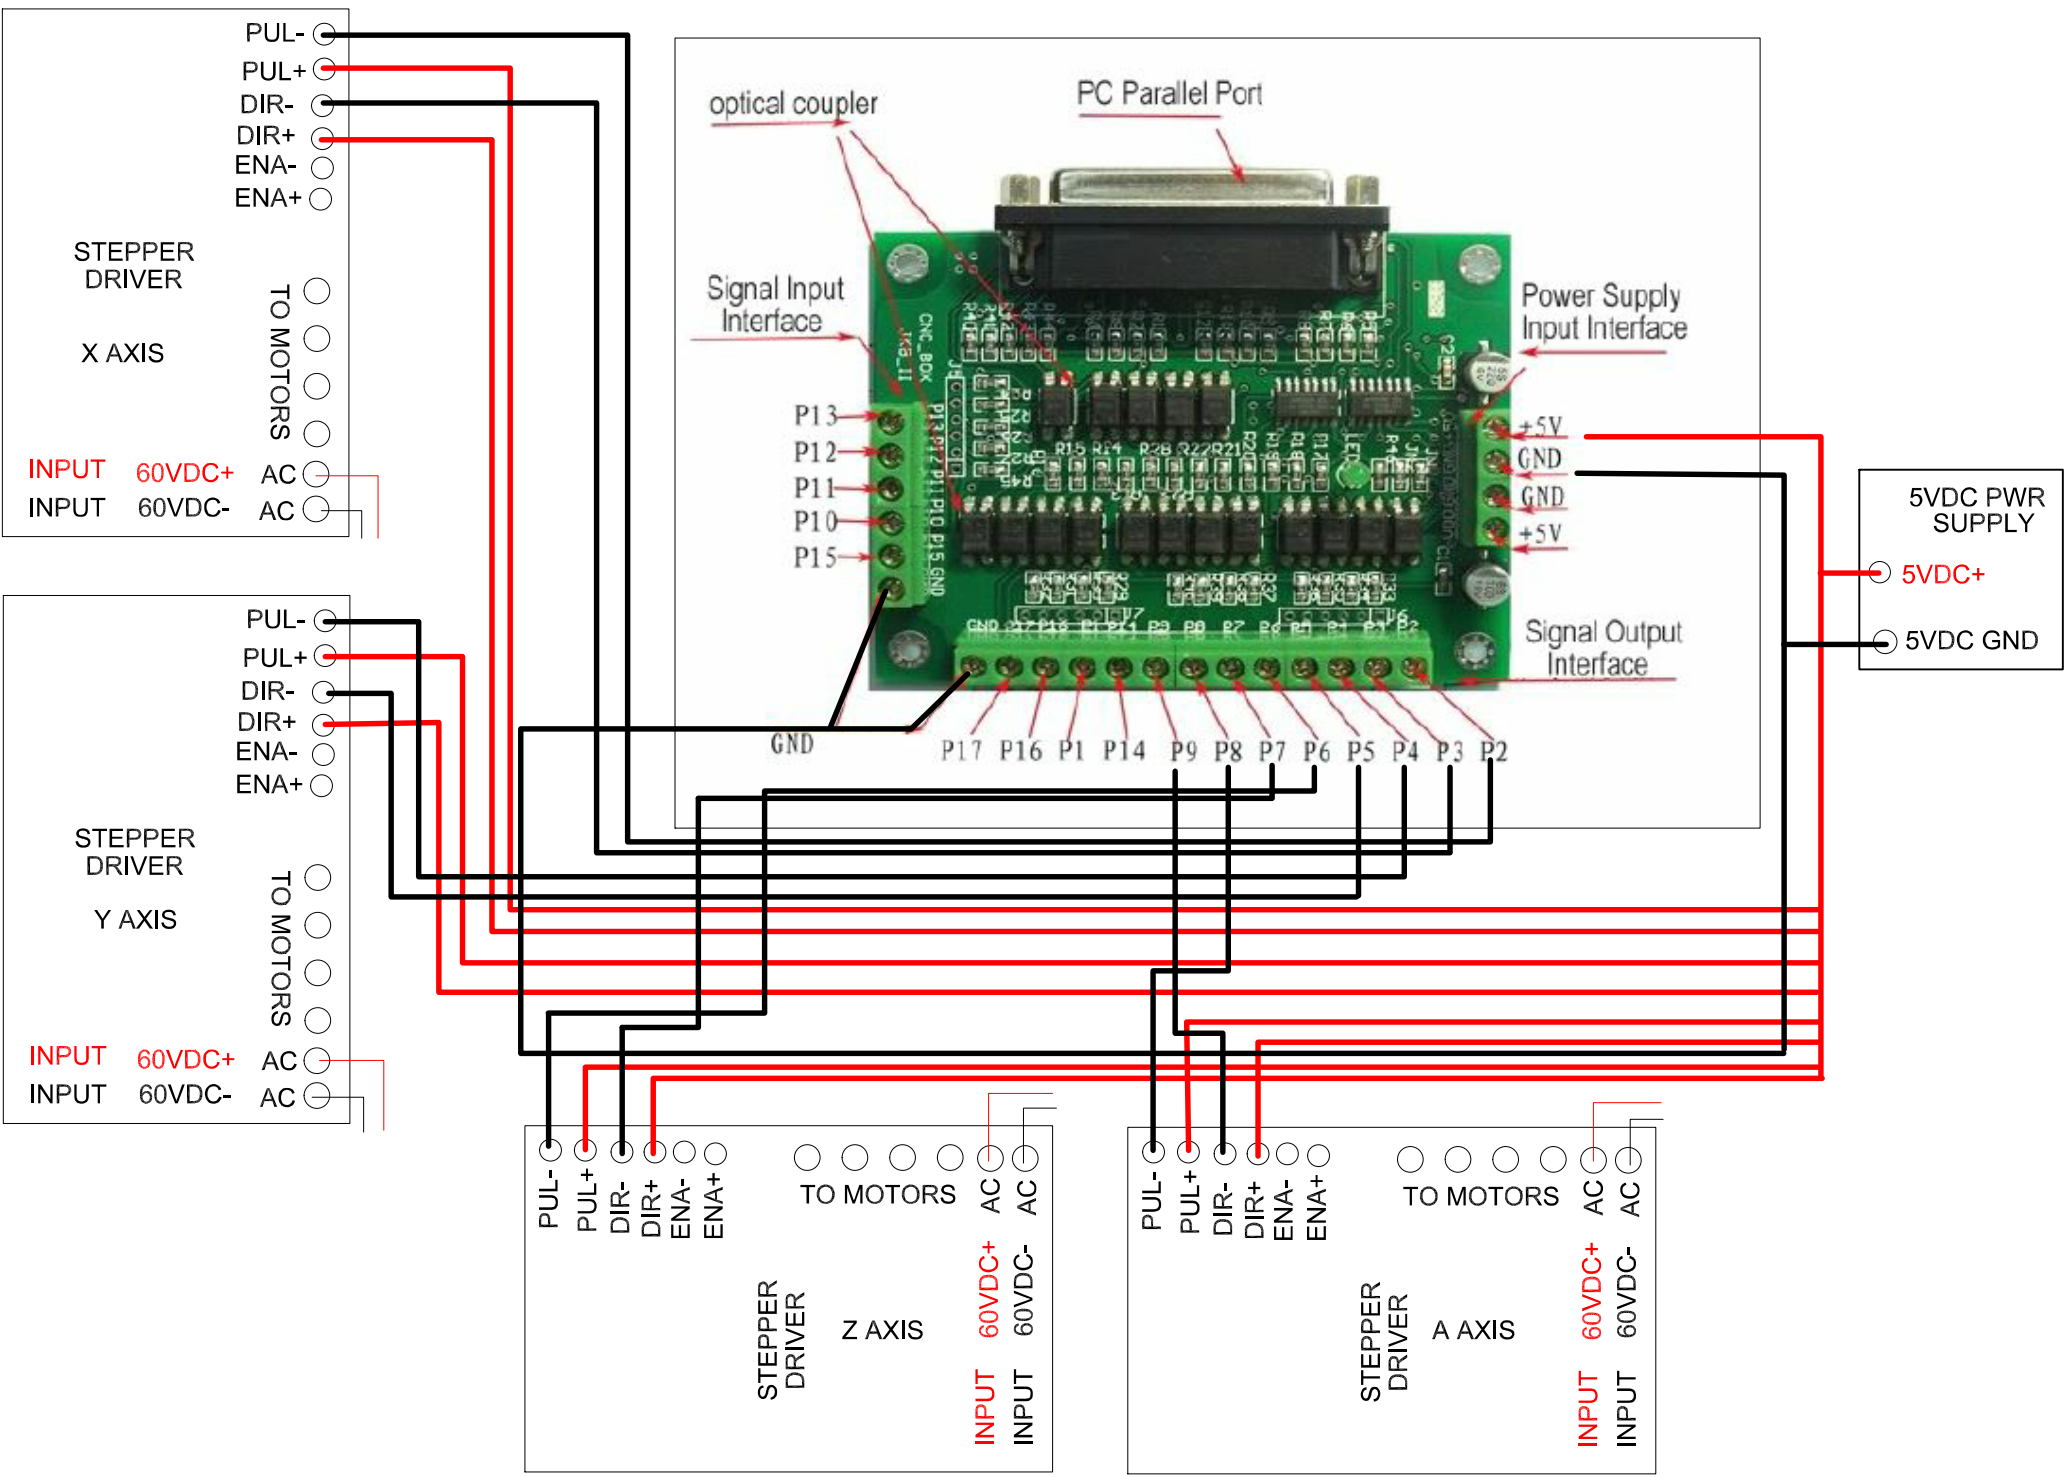 PUL-
PUL+
DIR-
DIR+
ENA-
ENA+
STEPPER
DRIVER
X AXIS
TO MOTORS
INPUT 60VDC+ AC
INPUT 60VDC- AC
PUL-
PUL+
DIR-
DIR+
ENA-
ENA+
STEPPER
DRIVER
Y AXIS
TO MOTORS
INPUT 60VDC+ AC
INPUT 60VDC- AC
optical coupler
PC Parallel Port
Signal Input
Interface
Power Supply
Input Interface
CNC_BOX
P13
P12
P11
P10
P15
+5V
GND
GND
+5V
Signal Output
Interface
GND
P17 P16 P1 P14 P9 P8 P7 P6 P5 P4 P3 P2
5VDC PWR
SUPPLY
5VDC+
5VDC GND
PUL-
PUL+
DIR-
DIR+
ENA-
ENA+
TO MOTORS
AC
AC
STEPPER
DRIVER
Z AXIS
INPUT 60VDC+
INPUT 60VDC-
PUL-
PUL+
DIR-
DIR+
ENA-
ENA+
TO MOTORS
AC
AC
STEPPER
DRIVER
A AXIS
INPUT 60VDC+
INPUT 60VDC-